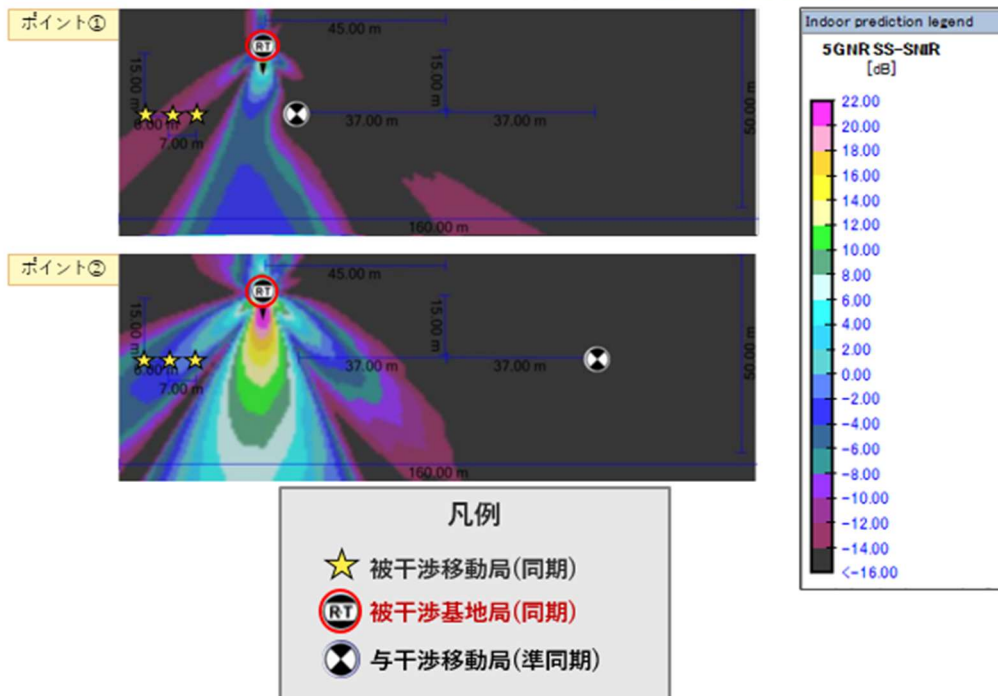 ポイント①
45.00 m
RT
15.00 m
15.00 m
50.00 m
6.00 m
7.00 m
37.00 m
37.00 m
160.00 m
ポイント②
45.00 m
RT
15.00 m
15.00 m
50.00 m
6.00 m
7.00 m
37.00 m
37.00 m
160.00 m
Indoor prediction legend
5GNR SS-SNIR
[dB]
22.00
20.00
18.00
16.00
14.00
12.00
10.00
8.00
6.00
4.00
2.00
0.00
-2.00
-4.00
-6.00
-8.00
-10.00
-12.00
-14.00
<-16.00
凡例
被干渉移動局(同期)
R·T 被干渉基地局(同期)
与干渉移動局(準同期)